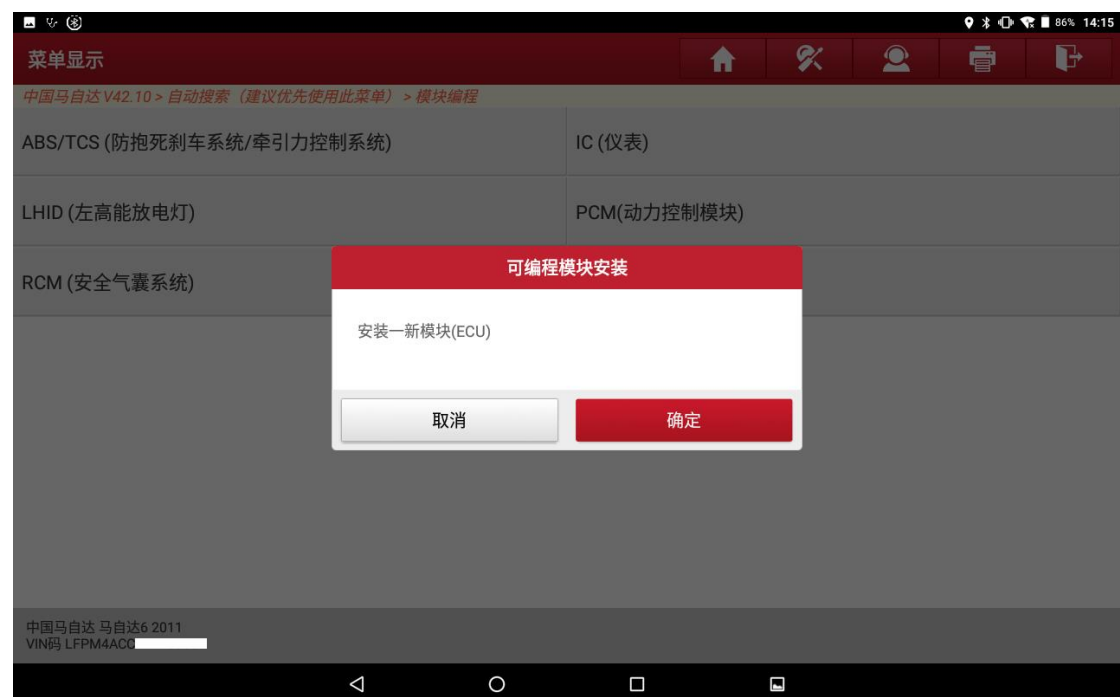 86% 14:15
菜单显示
中国马自达 V42.10 > 自动搜索（建议优先使用此菜单）> 模块编程
ABS/TCS (防抱死刹车系统/牵引力控制系统)
IC (仪表)
LHID (左高能放电灯)
PCM(动力控制模块)
RCM (安全气囊系统)
可编程模块安装
安装一新模块(ECU)
取消
确定
中国马自达 马自达6 2011
VIN码 LFPM4ACC